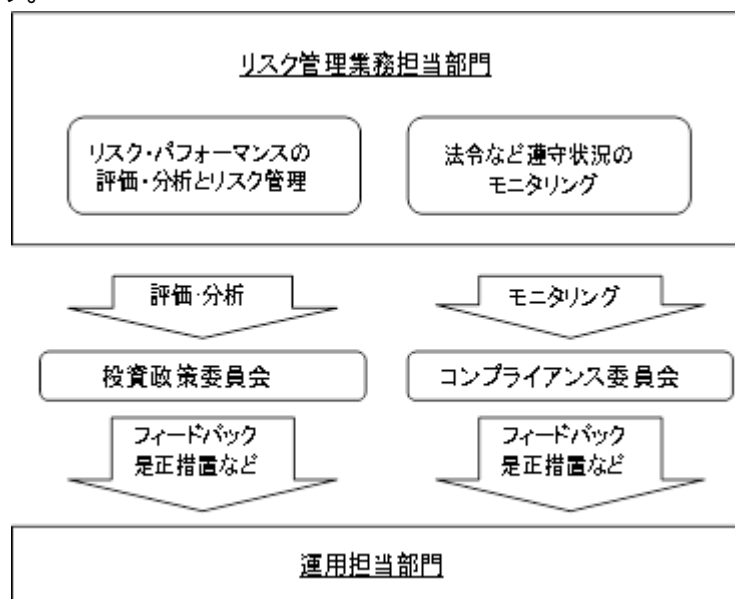 す。
リスク管理業務担当部門
リスク・パフォーマンスの
評価・分析とリスク管理
法令など遵守状況の
モニタリング
評価・分析
モニタリング
投資政策委員会
コンプライアンス委員会
フィードバック
是正措置など
フィードバック
是正措置など
運用担当部門